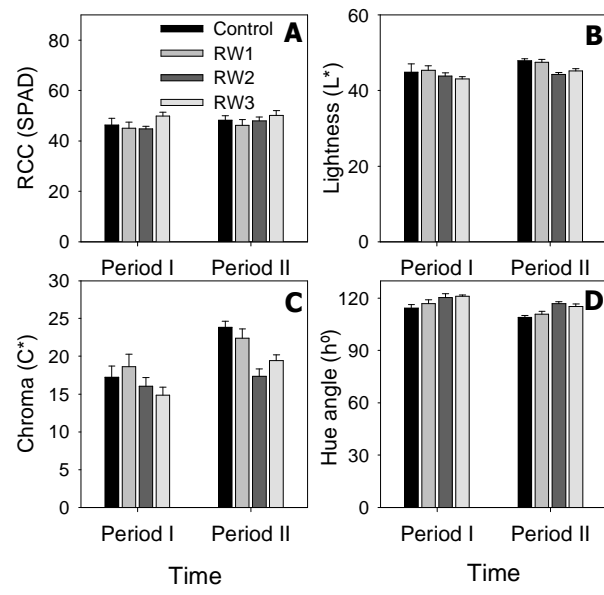 A
Control
RW1
RW2
RW3
RCC (SPAD)
80
60
40
20
0
Period I
Period II
B
Lightness (L*)
60
40
20
0
Period I
Period II
C
Chroma (C*)
30
25
20
15
10
5
0
Period I
Period II
Time
D
Hue angle (hº)
120
90
60
30
0
Period I
Period II
Time